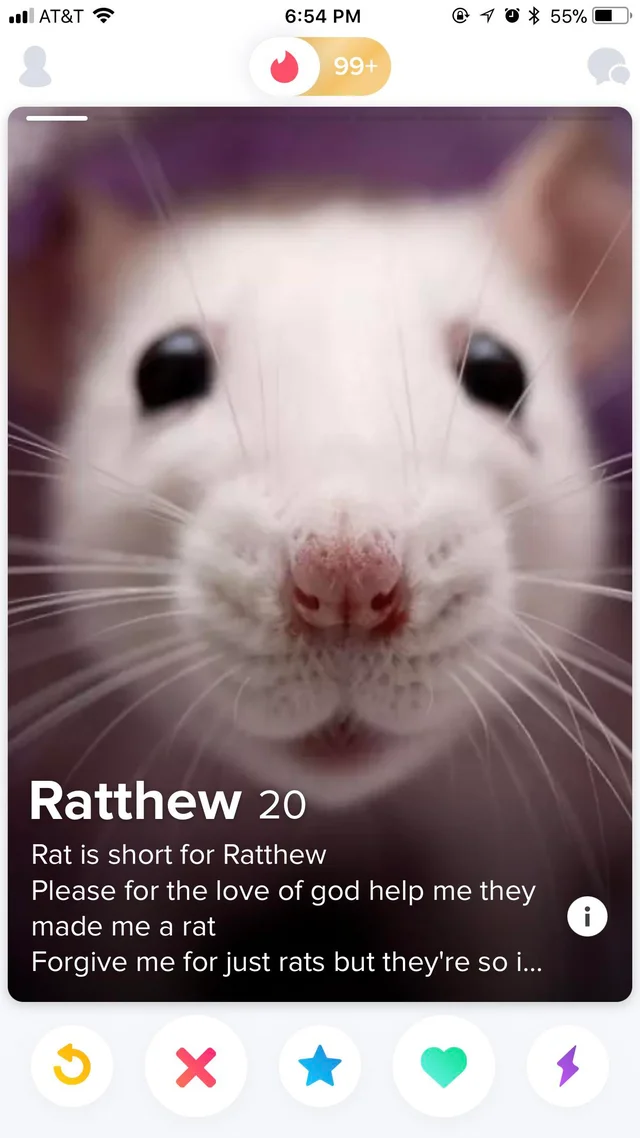 AT&T 6:54 PM 55%
99+
Ratthew 20
Rat is short for Ratthew
Please for the love of god help me they
made me a rat
Forgive me for just rats but they're so i...